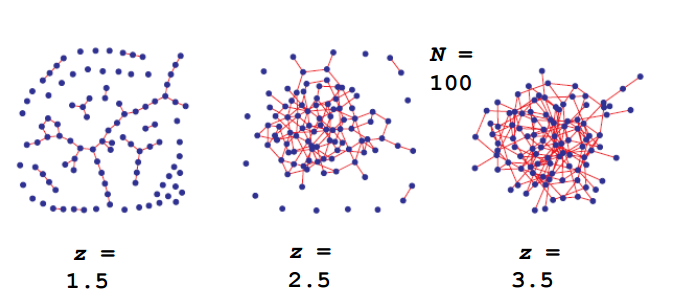 N =
100
z =
1.5
z =
2.5
z =
3.5